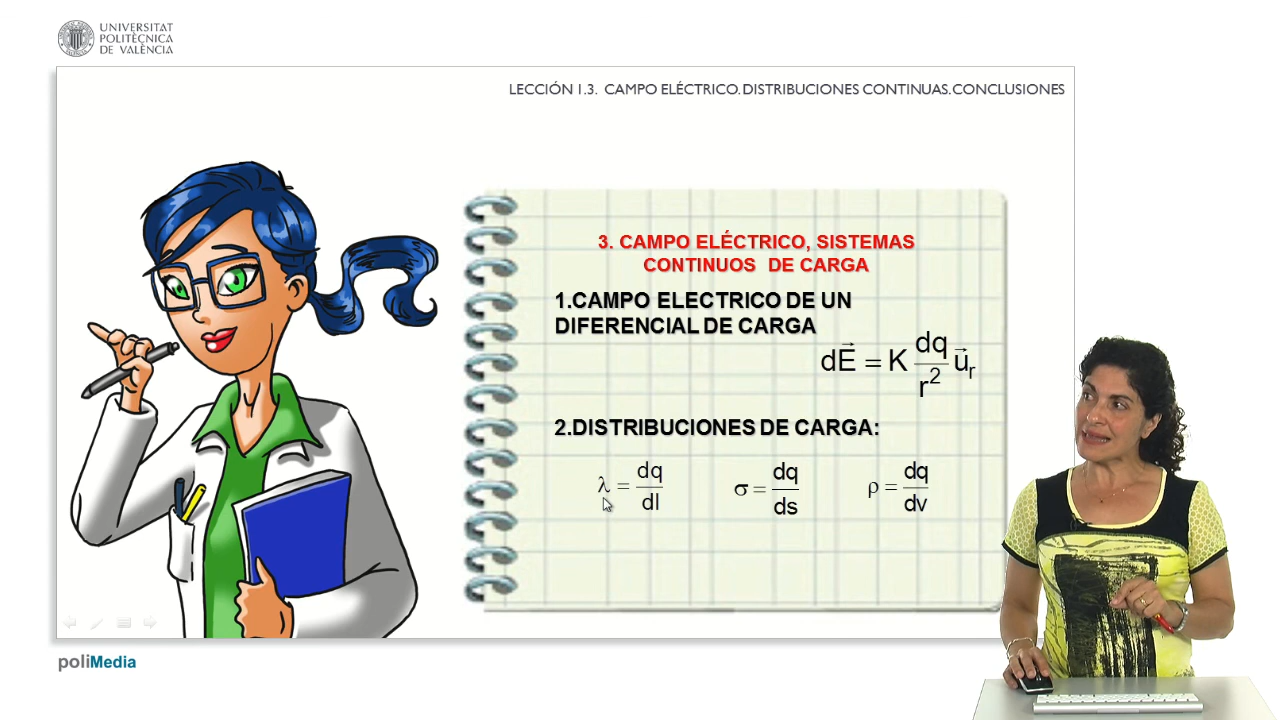 UNIVERSITAT
POLITÈCNICA
DE VALÈNCIA
LECCIÓN 1.3. CAMPO ELÉCTRICO. DISTRIBUCIONES CONTINUAS. CONCLUSIONES
3. CAMPO ELÉCTRICO, SISTEMAS
CONTINUOS DE CARGA
1.CAMPO ELECTRICO DE UN
DIFERENCIAL DE CARGA
dE⃗ = K dq/r² u⃗r
2.DISTRIBUCIONES DE CARGA:
λ = dq/dl σ = dq/ds ρ = dq/dv
poliMedia